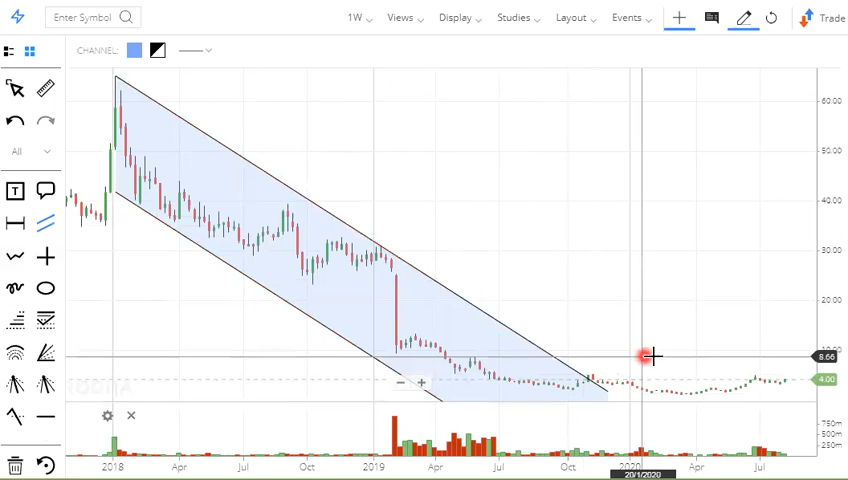 Enter Symbol
1W
Views
Display
Studies
Layout
Events
Trade
CHANNEL:
All
T
60.00
50.00
40.00
30.00
20.00
10.00
8.66
4.00
750m
500m
250m
2018
Apr
Jul
Oct
2019
Apr
Jul
Oct
2020
Apr
Jul
20/1/2020